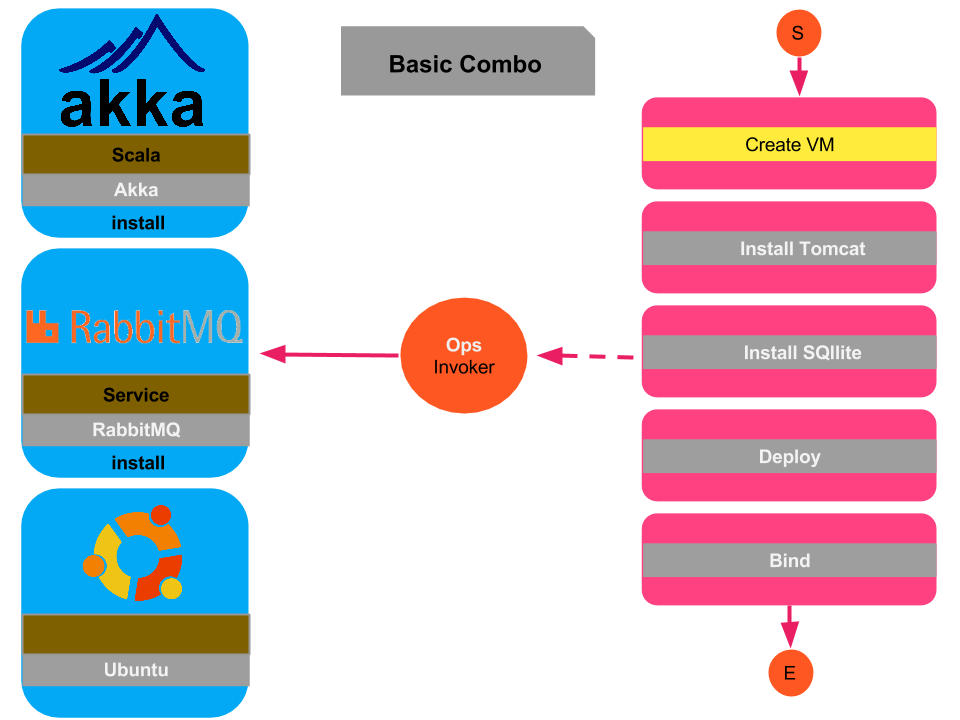 akka
Scala
Akka
install
RabbitMQ
Service
RabbitMQ
install
Ubuntu
Basic Combo
Ops
Invoker
S
Create VM
Install Tomcat
Install SQllite
Deploy
Bind
E